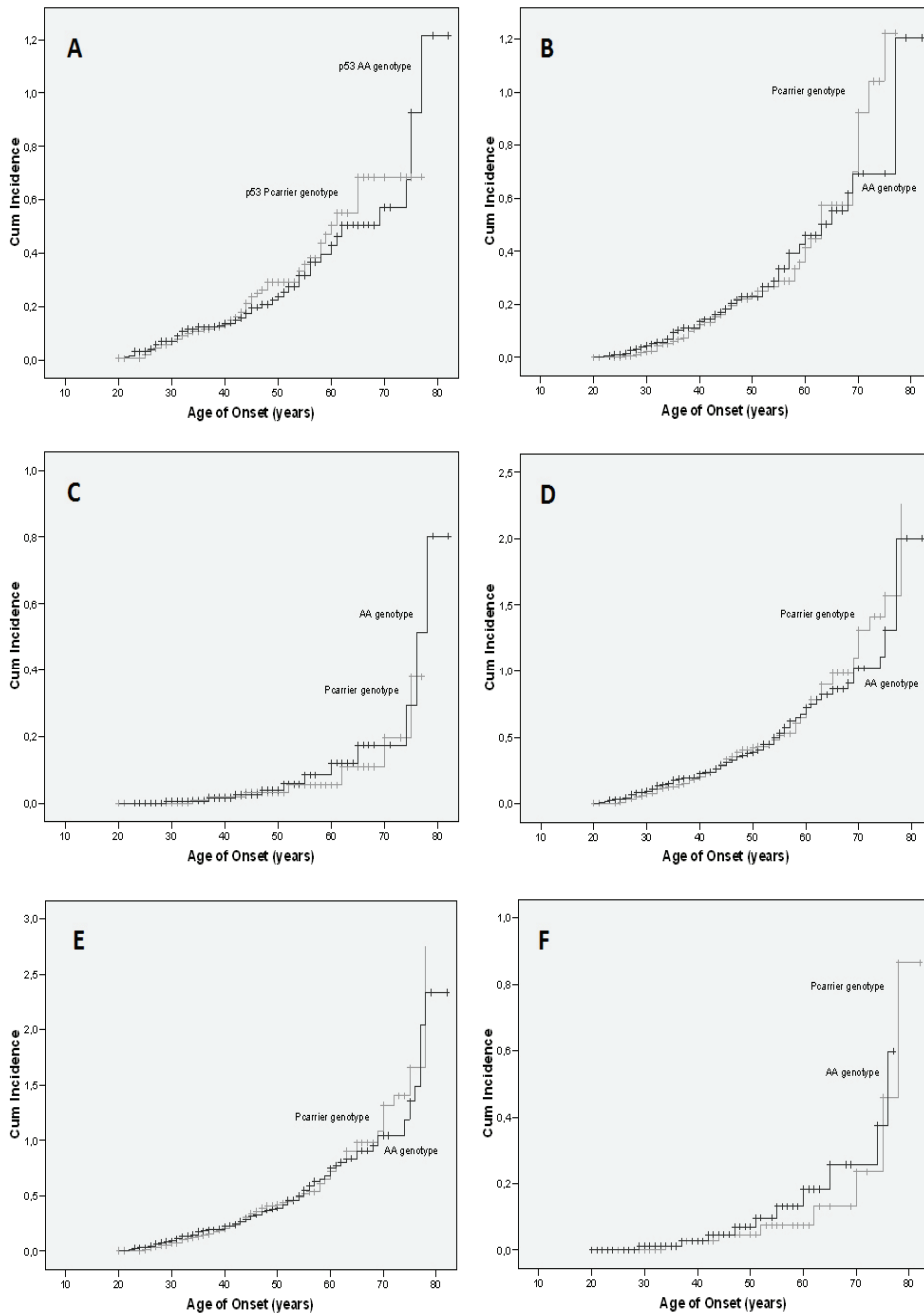 A
1,2
1,0
0,8
0,6
0,4
0,2
0,0
Cum Incidence
p53 AA genotype
p53 Pcarrier genotype
10 20 30 40 50 60 70 80
Age of Onset (years)
B
1,2
1,0
0,8
0,6
0,4
0,2
0,0
Cum Incidence
Pcarrier genotype
AA genotype
10 20 30 40 50 60 70 80
Age of Onset (years)
C
1,0
0,8
0,6
0,4
0,2
0,0
Cum Incidence
AA genotype
Pcarrier genotype
10 20 30 40 50 60 70 80
Age of Onset (years)
D
2,5
2,0
1,5
1,0
0,5
0,0
Cum Incidence
Pcarrier genotype
AA genotype
10 20 30 40 50 60 70 80
Age of Onset (years)
E
3,0
2,5
2,0
1,5
1,0
0,5
0,0
Cum Incidence
Pcarrier genotype
AA genotype
10 20 30 40 50 60 70 80
Age of Onset (years)
F
1,0
0,8
0,6
0,4
0,2
0,0
Cum Incidence
Pcarrier genotype
AA genotype
10 20 30 40 50 60 70 80
Age of Onset (years)